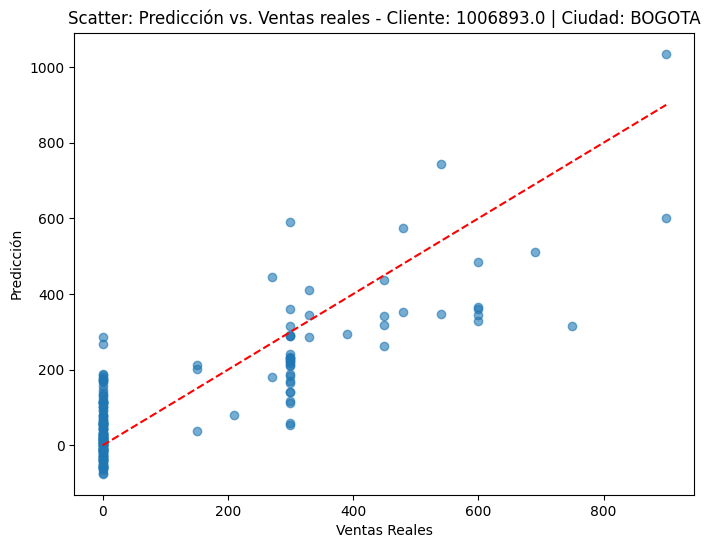 Scatter: Predicción vs. Ventas reales - Cliente: 1006893.0 | Ciudad: BOGOTA
1000
800
600
400
200
0
Predicción
0 200 400 600 800
Ventas Reales